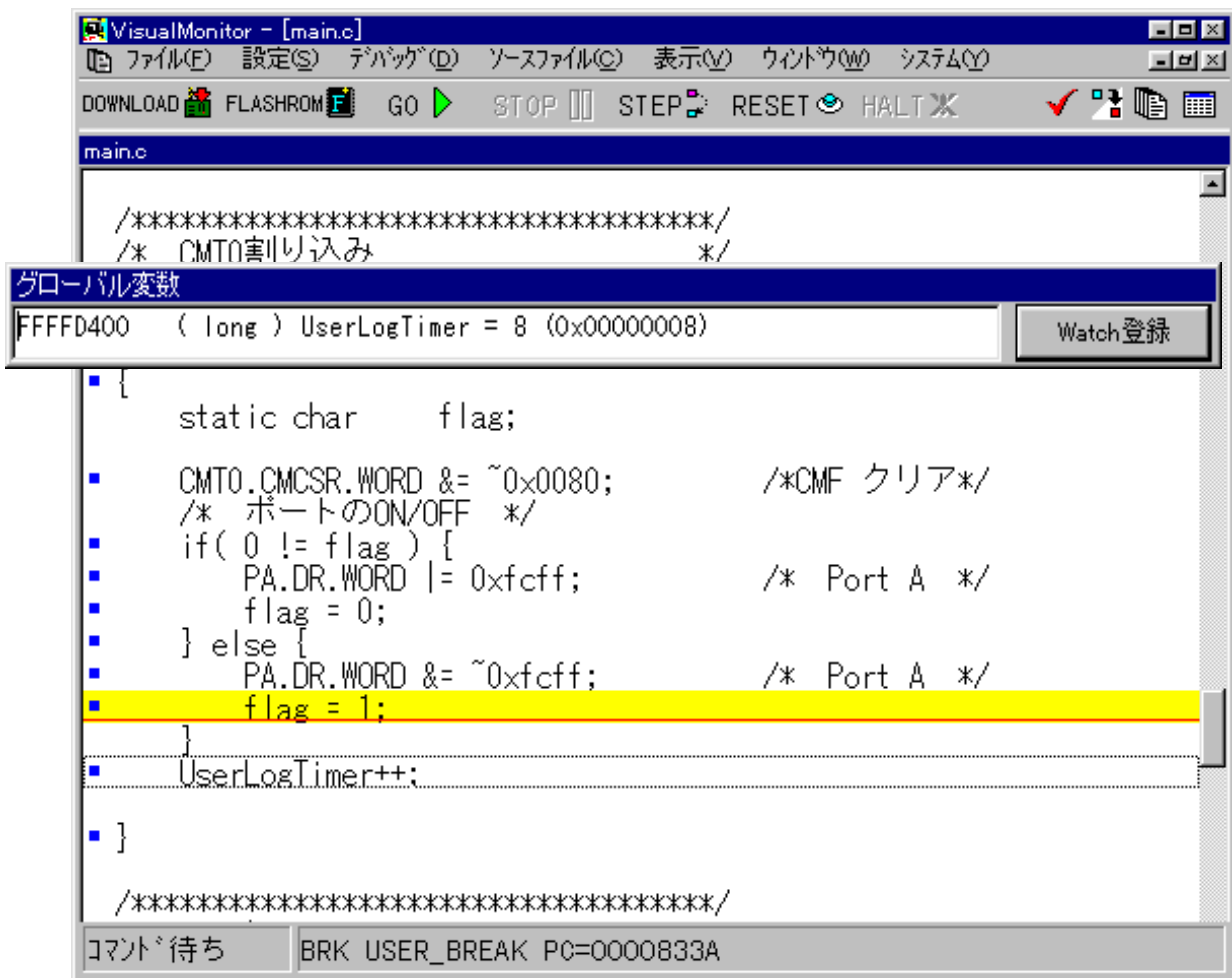 VisualMonitor - [main.c]
ファイル(F) 設定(S) デバッグ(D) ソースファイル(C) 表示(V) ウィンドウ(W) システム(Y)
DOWNLOAD FLASHROM GO STOP STEP RESET HALT
main.c
/*************************************/
/* CMT0割り込み */
グローバル変数
FFFFD400 ( long ) UserLogTimer = 8 (0x00000008)
Watch登録
{
static char flag;
CMT0.CMCSR.WORD &= ~0x0080; /*CMF クリア*/
/* ポートのON/OFF */
if( 0 != flag ) {
PA.DR.WORD |= 0xfcff; /* Port A */
flag = 0;
} else {
PA.DR.WORD &= ~0xfcff; /* Port A */
flag = 1;
}
UserLogTimer++;
}
/*************************************/
コマンド待ち BRK USER_BREAK PC=0000833A